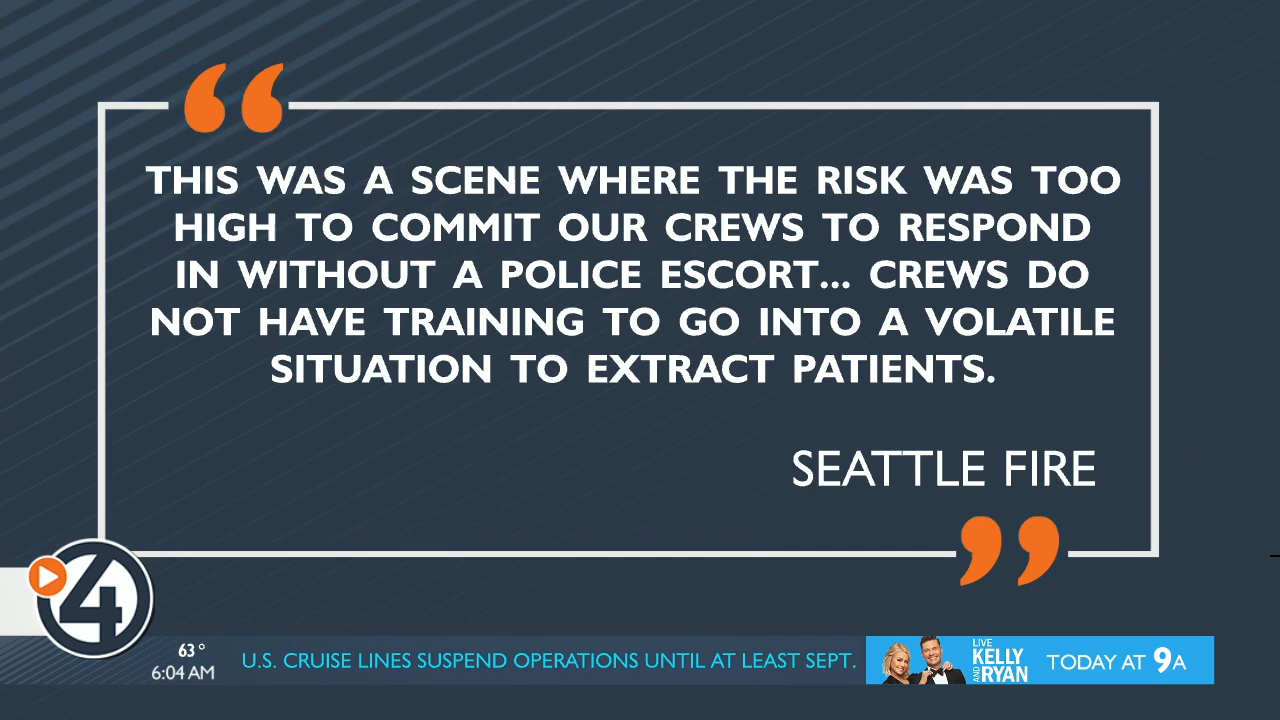 THIS WAS A SCENE WHERE THE RISK WAS TOO
HIGH TO COMMIT OUR CREWS TO RESPOND
IN WITHOUT A POLICE ESCORT... CREWS DO
NOT HAVE TRAINING TO GO INTO A VOLATILE
SITUATION TO EXTRACT PATIENTS.
SEATTLE FIRE
4
63°
6:04 AM
U.S. CRUISE LINES SUSPEND OPERATIONS UNTIL AT LEAST SEPT.
LIVE
KELLY
AND RYAN
TODAY AT 9A